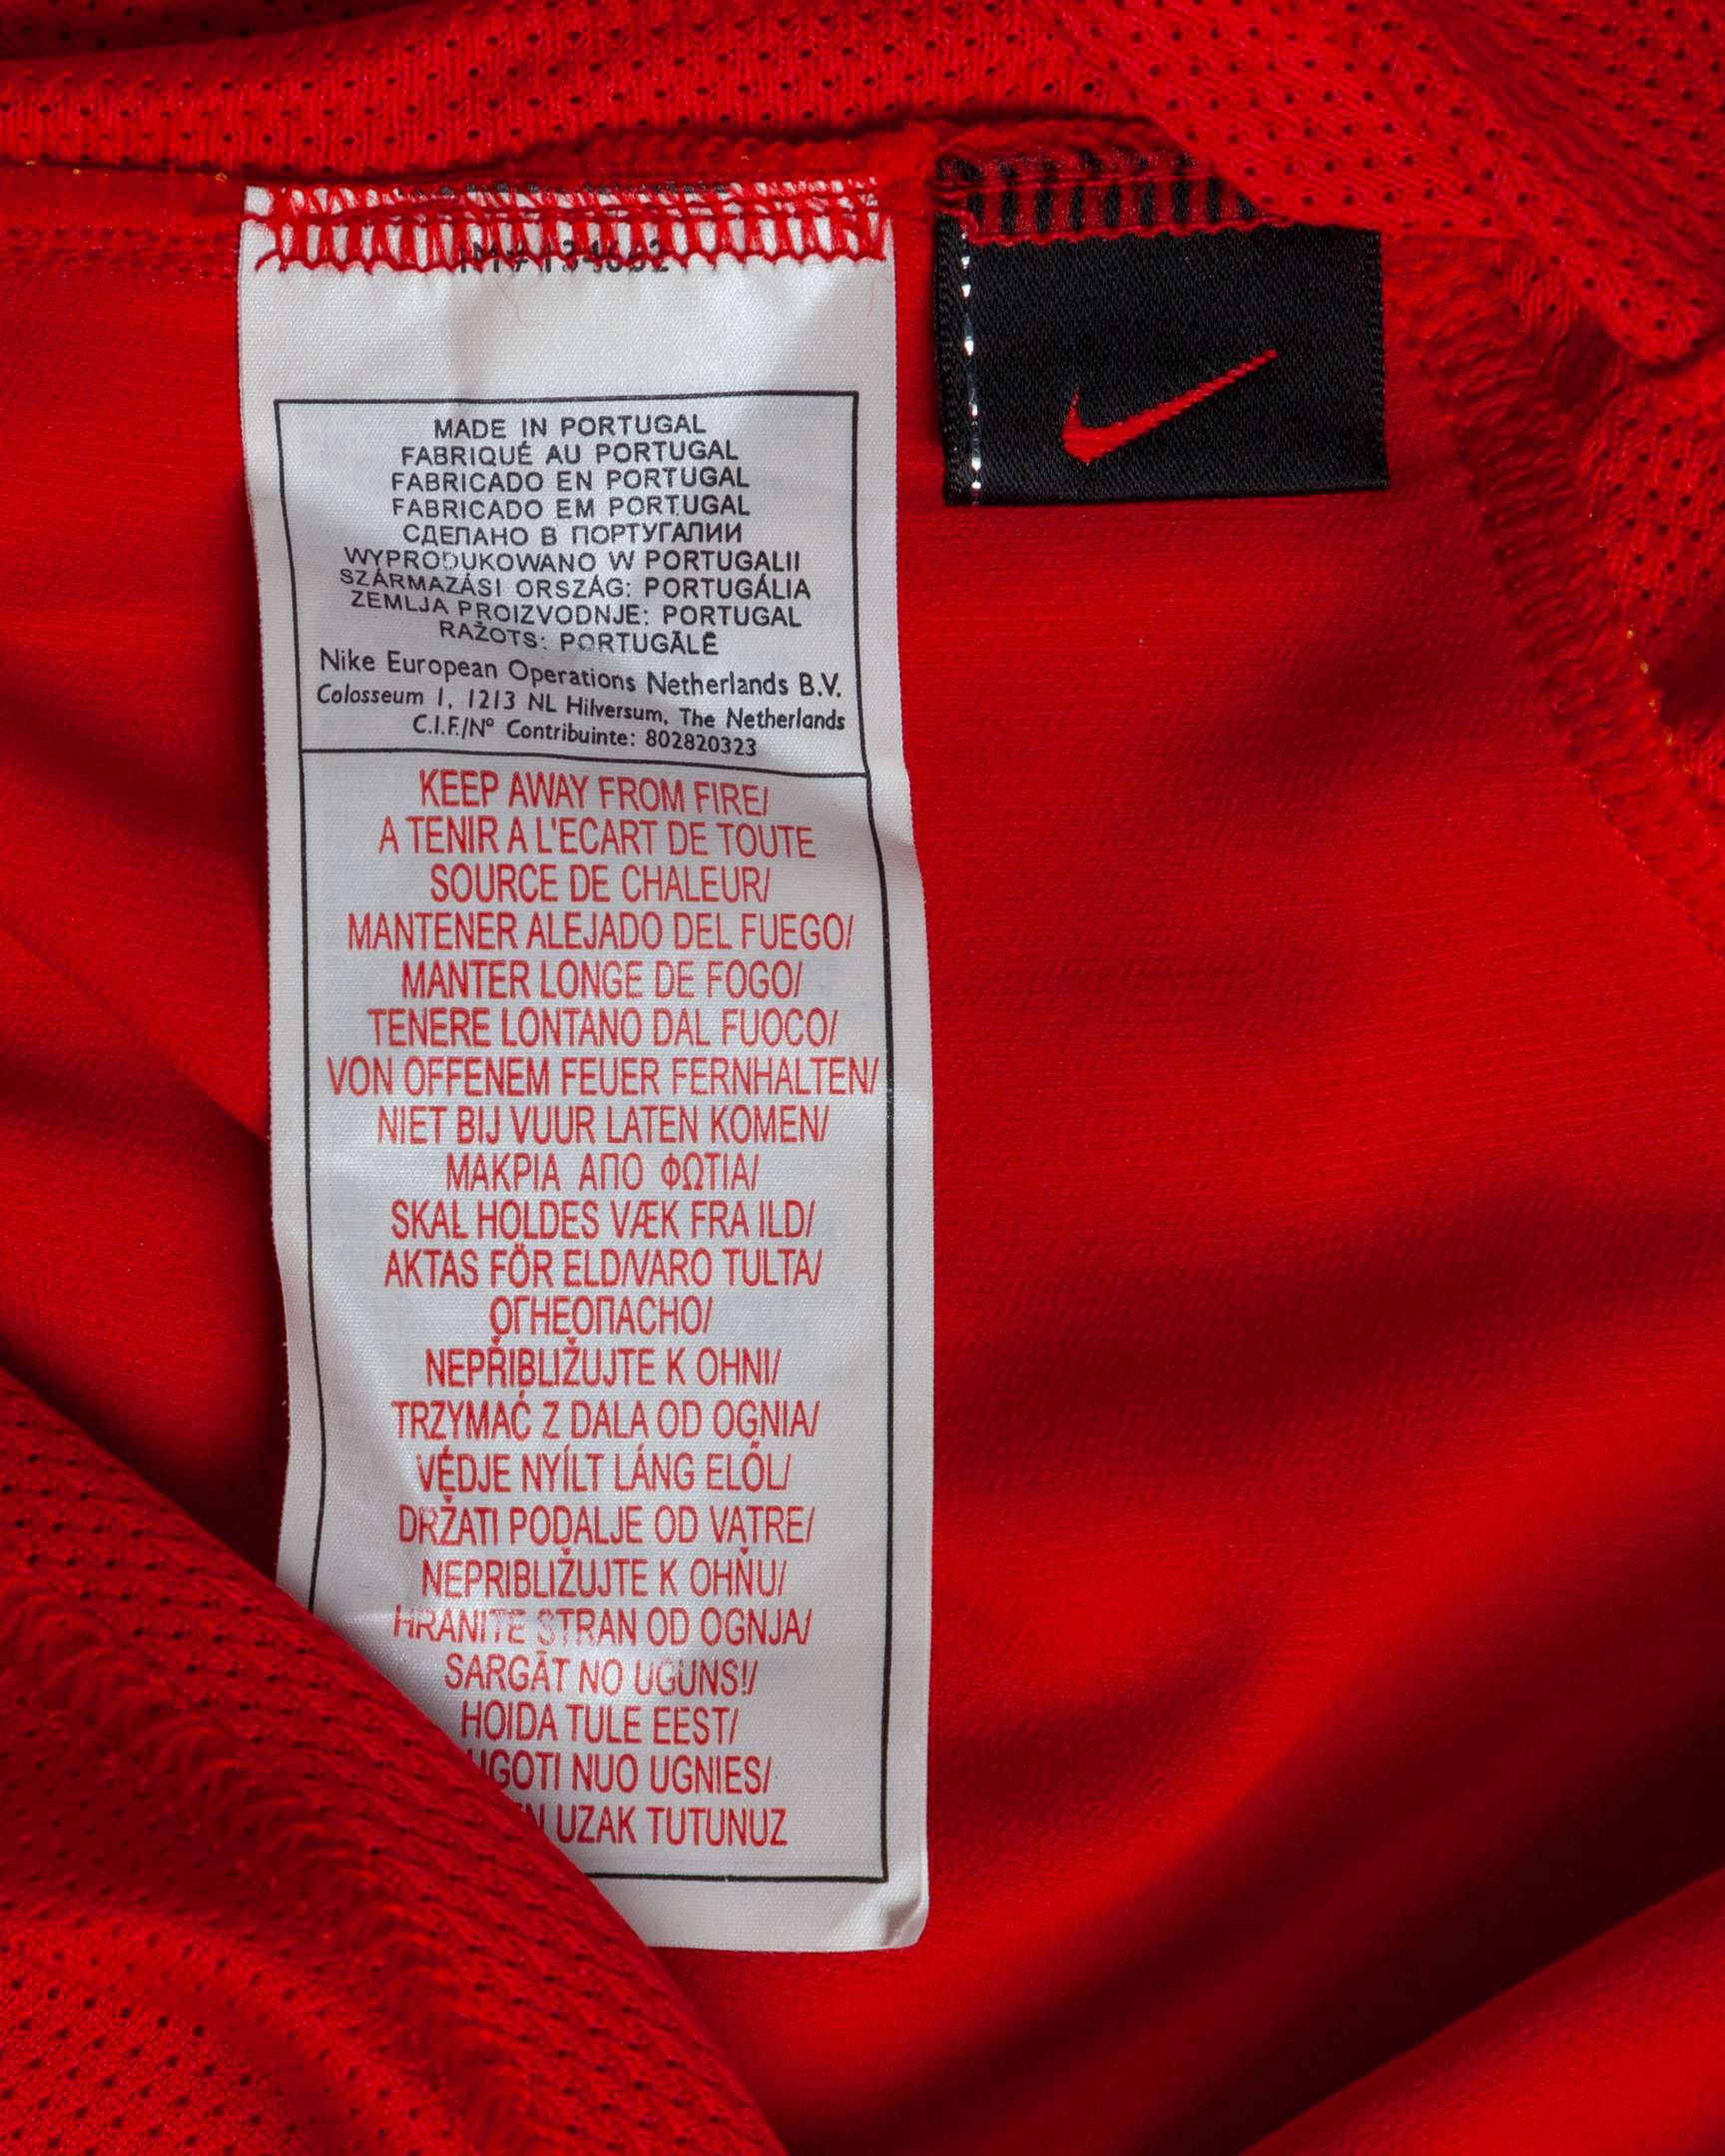 MADE IN PORTUGAL
FABRIQUÉ AU PORTUGAL
FABRICADO EN PORTUGAL
FABRICADO EM PORTUGAL
СДЕЛАНО В ПОРТУГАЛИИ
WYPRODUKOWANO W PORTUGALII
SZÁRMAZÁSI ORSZÁG: PORTUGÁLIA
ZEMLJA PROIZVODNJE: PORTUGAL
RAŽOTS: PORTUGĀLĒ
Nike European Operations Netherlands B.V.
Colosseum 1, 1213 NL Hilversum, The Netherlands
C.I.F./Nº Contribuinte: 802820323
KEEP AWAY FROM FIRE/
A TENIR A L'ECART DE TOUTE
SOURCE DE CHALEUR/
MANTENER ALEJADO DEL FUEGO/
MANTER LONGE DE FOGO/
TENERE LONTANO DAL FUOCO/
VON OFFENEM FEUER FERNHALTEN/
NIET BIJ VUUR LATEN KOMEN/
ΜΑΚΡΙΑ ΑΠΟ ΦΩΤΙΑ/
SKAL HOLDES VÆK FRA ILD/
AKTAS FÖR ELD/VARO TULTA/
ОГНЕОПАСНО/
NEPŘIBLIŽUJTE K OHNI/
TRZYMAĆ Z DALA OD OGNIA/
VÉDJE NYÍLT LÁNG ELŐL/
DRŽATI PODALJE OD VATRE/
NEPRIBLIŽUJTE K OHŇU/
HRANITE STRAN OD OGNJA/
SARGĀT NO UGUNS!/
HOIDA TULE EEST/
NUO UGNIES/
UZAK TUTUNUZ